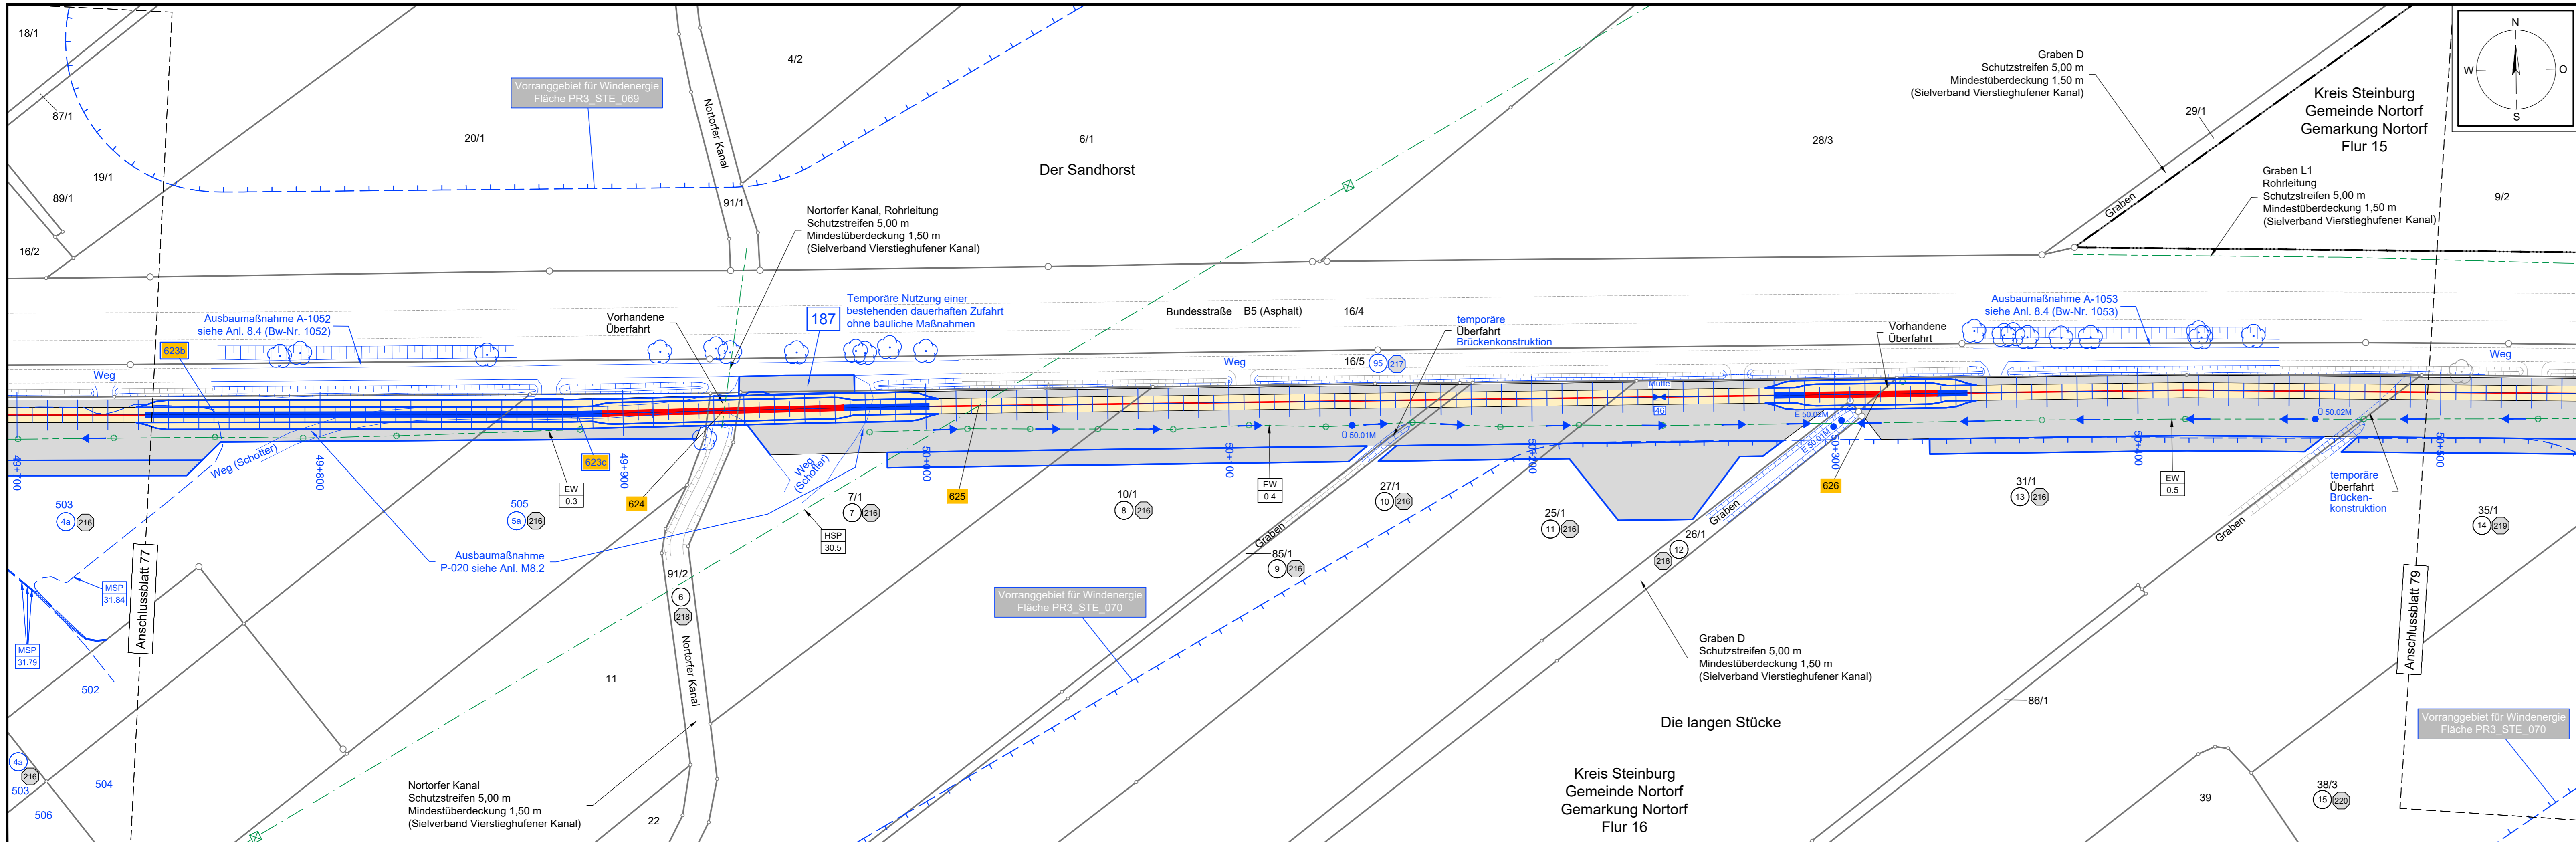 18/1
87/1
19/1
89/1
16/2
20/1
Vorranggebiet für Windenergie
Fläche PR3_STE_069
4/2
Nortorfer Kanal
91/1
6/1
Der Sandhorst
Nortorfer Kanal, Rohrleitung
Schutzstreifen 5,00 m
Mindestüberdeckung 1,50 m
(Sielverband Vierstieghufener Kanal)
28/3
Graben D
Schutzstreifen 5,00 m
Mindestüberdeckung 1,50 m
(Sielverband Vierstieghufener Kanal)
29/1
Graben
Kreis Steinburg
Gemeinde Nortorf
Gemarkung Nortorf
Flur 15
Graben L1
Rohrleitung
Schutzstreifen 5,00 m
Mindestüberdeckung 1,50 m
(Sielverband Vierstieghufener Kanal)
9/2
N
W
O
S
Ausbaumaßnahme A-1052
siehe Anl. 8.4 (Bw-Nr. 1052)
623b
Weg
Vorhandene
Überfahrt
187
Temporäre Nutzung einer
bestehenden dauerhaften Zufahrt
ohne bauliche Maßnahmen
Bundesstraße
B5 (Asphalt)
16/4
Weg
16/5
95
217
temporäre
Überfahrt
Brückenkonstruktion
Muffe
46
Vorhandene
Überfahrt
Ausbaumaßnahme A-1053
siehe Anl. 8.4 (Bw-Nr. 1053)
Weg
49+700
49+800
49+900
50+000
50+100
50+200
50+300
50+400
50+500
Ü 50.01M
E 50.02M
E 50.01M
Ü 50.02M
Weg (Schotter)
623c
EW
0.3
624
Weg
(Schotter)
7/1
7
216
HSP
30.5
625
10/1
8
216
EW
0.4
27/1
10
216
25/1
11
216
626
31/1
13
216
EW
0.5
temporäre
Überfahrt
Brücken-
konstruktion
35/1
14
219
503
4a
216
505
5a
216
Ausbaumaßnahme
P-020 siehe Anl. M8.2
Anschlussblatt 77
MSP
31.84
MSP
31.79
502
91/2
6
218
Nortorfer Kanal
11
Graben
85/1
9
216
Vorranggebiet für Windenergie
Fläche PR3_STE_070
Graben
26/1
12
218
Graben D
Schutzstreifen 5,00 m
Mindestüberdeckung 1,50 m
(Sielverband Vierstieghufener Kanal)
Graben
86/1
Anschlussblatt 79
Die langen Stücke
Kreis Steinburg
Gemeinde Nortorf
Gemarkung Nortorf
Flur 16
Vorranggebiet für Windenergie
Fläche PR3_STE_070
4a
216
503
504
506
Nortorfer Kanal
Schutzstreifen 5,00 m
Mindestüberdeckung 1,50 m
(Sielverband Vierstieghufener Kanal)
22
39
38/3
15
220